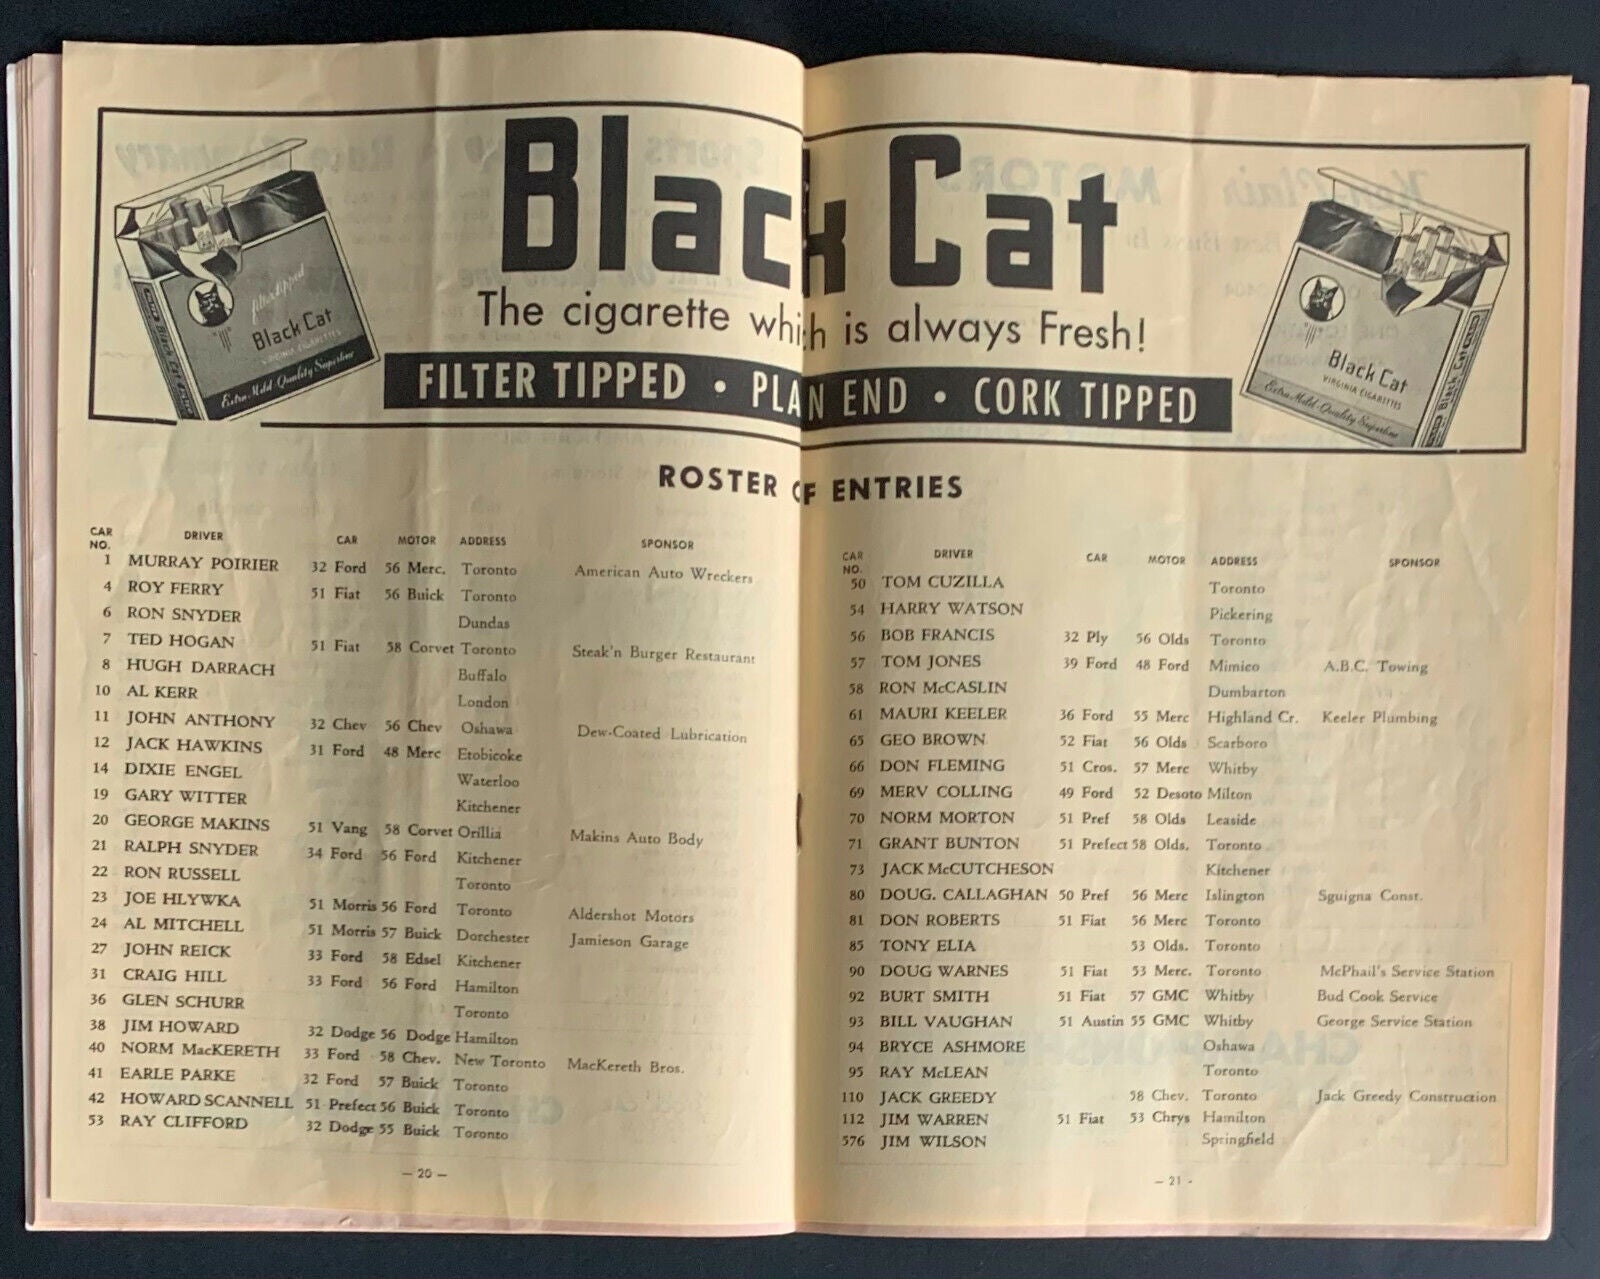 Black Cat
The cigarette which is always Fresh!
FILTER TIPPED • PLAIN END • CORK TIPPED
filter tipped
Black Cat
VIRGINIA CIGARETTES
Extra Mild - Quality Superfine
Black Cat
VIRGINIA CIGARETTES
Extra Mild - Quality Superfine
Black Cat
ROSTER OF ENTRIES
CAR NO. DRIVER CAR MOTOR ADDRESS SPONSOR
1 MURRAY POIRIER 32 Ford 56 Merc. Toronto American Auto Wreckers
4 ROY FERRY 51 Fiat 56 Buick Toronto
6 RON SNYDER Dundas
7 TED HOGAN 51 Fiat 58 Corvet Toronto Steak'n Burger Restaurant
8 HUGH DARRACH Buffalo
10 AL KERR London
11 JOHN ANTHONY 32 Chev 56 Chev Oshawa Dew-Coated Lubrication
12 JACK HAWKINS 31 Ford 48 Merc Etobicoke
14 DIXIE ENGEL Waterloo
19 GARY WITTER Kitchener
20 GEORGE MAKINS 51 Vang 58 Corvet Orillia Makins Auto Body
21 RALPH SNYDER 34 Ford 56 Ford Kitchener
22 RON RUSSELL Toronto
23 JOE HLYWKA 51 Morris 56 Ford Toronto Aldershot Motors
24 AL MITCHELL 51 Morris 57 Buick Dorchester Jamieson Garage
27 JOHN REICK 33 Ford 58 Edsel Kitchener
31 CRAIG HILL 33 Ford 56 Ford Hamilton
36 GLEN SCHURR Toronto
38 JIM HOWARD 32 Dodge 56 Dodge Hamilton
40 NORM MacKERETH 33 Ford 58 Chev. New Toronto MacKereth Bros.
41 EARLE PARKE 32 Ford 57 Buick Toronto
42 HOWARD SCANNELL 51 Prefect 56 Buick Toronto
53 RAY CLIFFORD 32 Dodge 55 Buick Toronto
— 20 —
CAR NO. DRIVER CAR MOTOR ADDRESS SPONSOR
50 TOM CUZILLA Toronto
54 HARRY WATSON Pickering
56 BOB FRANCIS 32 Ply 56 Olds Toronto
57 TOM JONES 39 Ford 48 Ford Mimico A.B.C. Towing
58 RON McCASLIN Dumbarton
61 MAURI KEELER 36 Ford 55 Merc Highland Cr. Keeler Plumbing
65 GEO BROWN 52 Fiat 56 Olds Scarboro
66 DON FLEMING 51 Cros. 57 Merc Whitby
69 MERV COLLING 49 Ford 52 Desoto Milton
70 NORM MORTON 51 Pref 58 Olds Leaside
71 GRANT BUNTON 51 Prefect 58 Olds. Toronto
73 JACK McCUTCHESON Kitchener
80 DOUG. CALLAGHAN 50 Pref 56 Merc Islington Sguigna Const.
81 DON ROBERTS 51 Fiat 56 Merc Toronto
85 TONY ELIA 53 Olds. Toronto
90 DOUG WARNES 51 Fiat 53 Merc. Toronto McPhail's Service Station
92 BURT SMITH 51 Fiat 57 GMC Whitby Bud Cook Service
93 BILL VAUGHAN 51 Austin 55 GMC Whitby George Service Station
94 BRYCE ASHMORE Oshawa
95 RAY McLEAN Toronto
110 JACK GREEDY 58 Chev. Toronto Jack Greedy Construction
112 JIM WARREN 51 Fiat 53 Chrys Hamilton
576 JIM WILSON Springfield
— 21 -